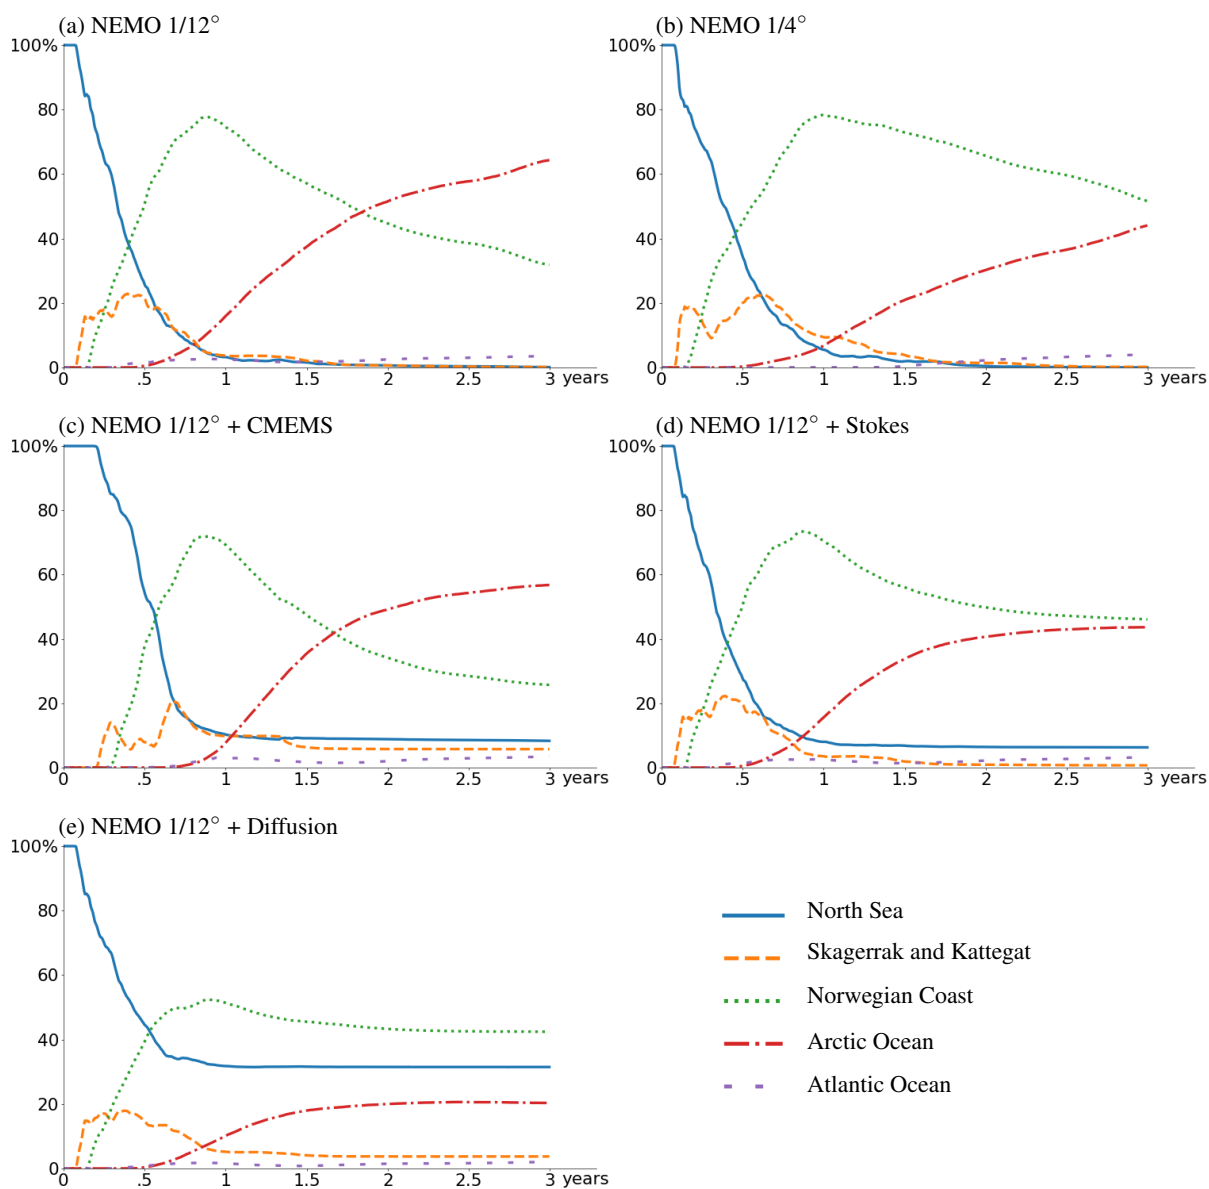 (a) NEMO 1/12° (b) NEMO 1/4°
100% 100%
80 80
60 60
40 40
20 20
0 0
0 .5 1 1.5 2 2.5 3 years 0 .5 1 1.5 2 2.5 3 years
(c) NEMO 1/12° + CMEMS (d) NEMO 1/12° + Stokes
100% 100%
80 80
60 60
40 40
20 20
0 0
0 .5 1 1.5 2 2.5 3 years 0 .5 1 1.5 2 2.5 3 years
(e) NEMO 1/12° + Diffusion
100%
80
60
40
20
0
0 .5 1 1.5 2 2.5 3 years
North Sea
Skagerrak and Kattegat
Norwegian Coast
Arctic Ocean
Atlantic Ocean